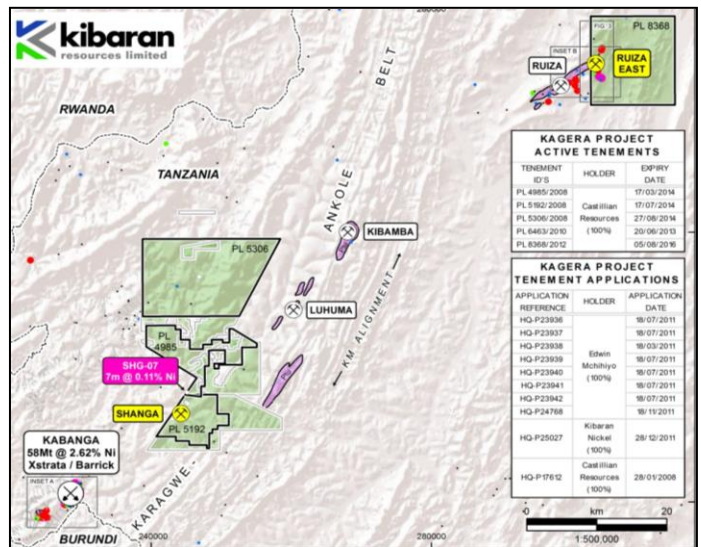 280000
kibaran
resources limited
RWANDA
TANZANIA
ANKOLE BELT
KARAGWE
BURUNDI
KM ALIGNMENT
PL 8368
FIG 3
INSET B
RUIZA
RUIZA
EAST
KIBAMBA
LUHUMA
PL 5306
PL
4985
SHG-07
7m @ 0.11% Ni
SHANGA
PL 5192
KABANGA
58Mt @ 2.62% Ni
Xstrata / Barrick
INSET A
KAGERA PROJECT
ACTIVE TENEMENTS
TENEMENT ID'S HOLDER EXPIRY DATE
PL 4985/2008 17/03/2014
PL 5192/2008 17/07/2014
PL 5306/2008 27/08/2014
PL 6463/2010 20/06/2013
PL 8368/2012 05/08/2016
Castillian
Resources
(100%)
KAGERA PROJECT
TENEMENT APPLICATIONS
APPLICATION REFERENCE HOLDER APPLICATION DATE
HQ-P23936 18/07/2011
HQ-P23937 18/07/2011
HQ-P23938 18/03/2011
HQ-P23939 18/07/2011
HQ-P23940 18/07/2011
HQ-P23941 18/07/2011
HQ-P23942 18/07/2011
HQ-P24768 18/11/2011
Edwin
Mchihiyo
(100%)
HQ-P25027 Kibaran Nickel (100%) 28/12/2011
HQ-P17612 Castillian Resources (100%) 28/01/2008
0 km 20
1:500,000
240000
280000